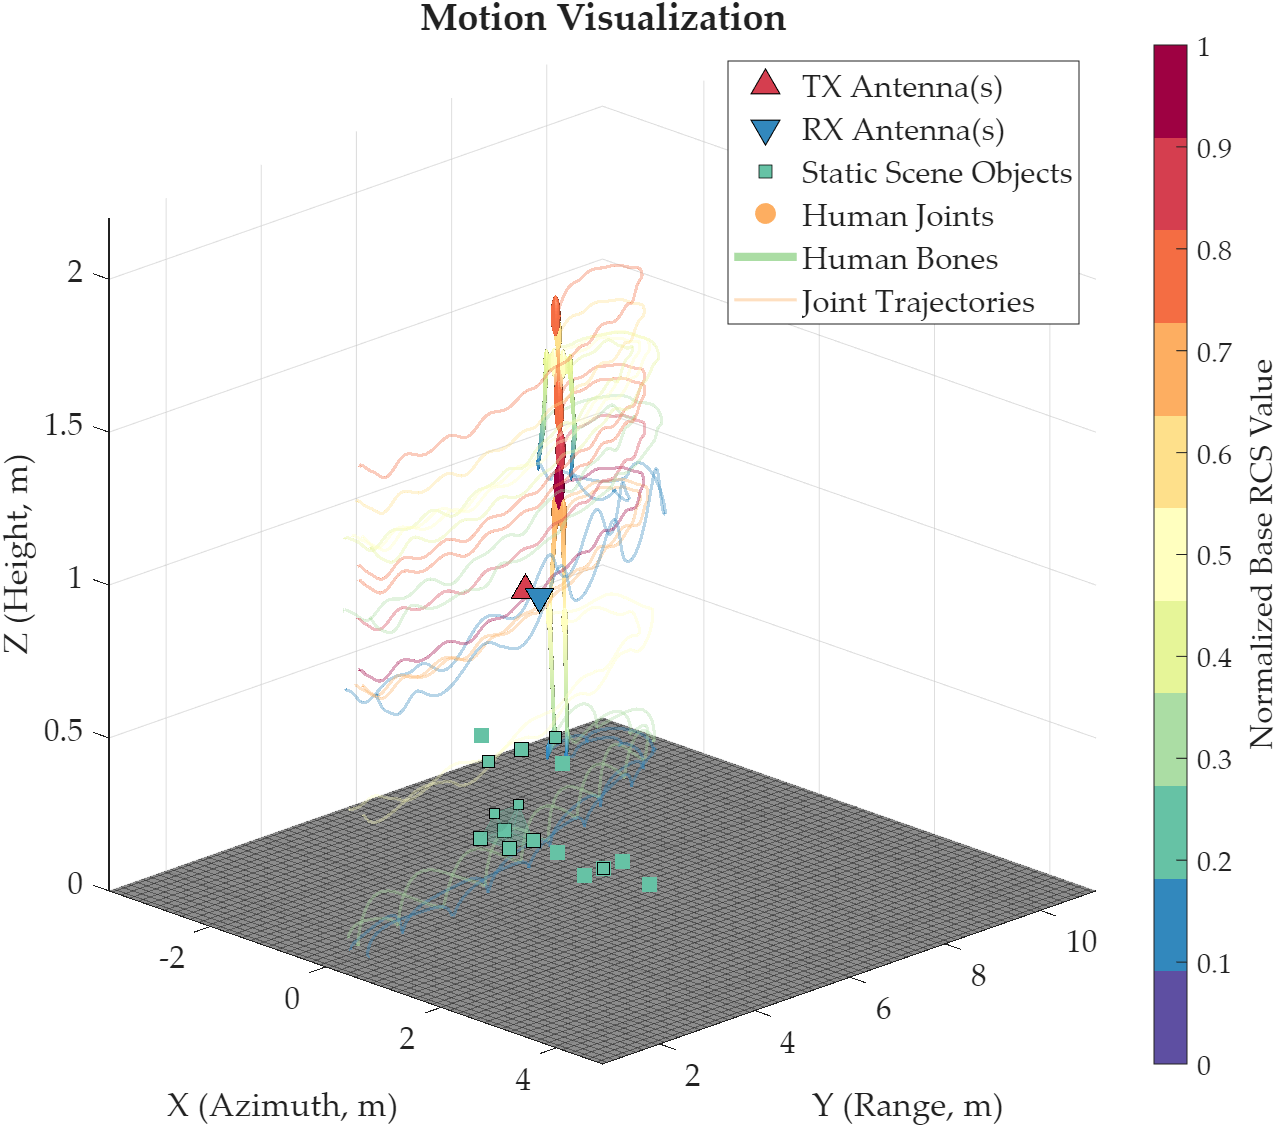 Motion Visualization
TX Antenna(s)
RX Antenna(s)
Static Scene Objects
Human Joints
Human Bones
Joint Trajectories
2
1.5
1
0.5
0
Z (Height, m)
-2
0
2
4
X (Azimuth, m)
2
4
6
8
10
Y (Range, m)
1
0.9
0.8
0.7
0.6
0.5
0.4
0.3
0.2
0.1
0
Normalized Base RCS Value